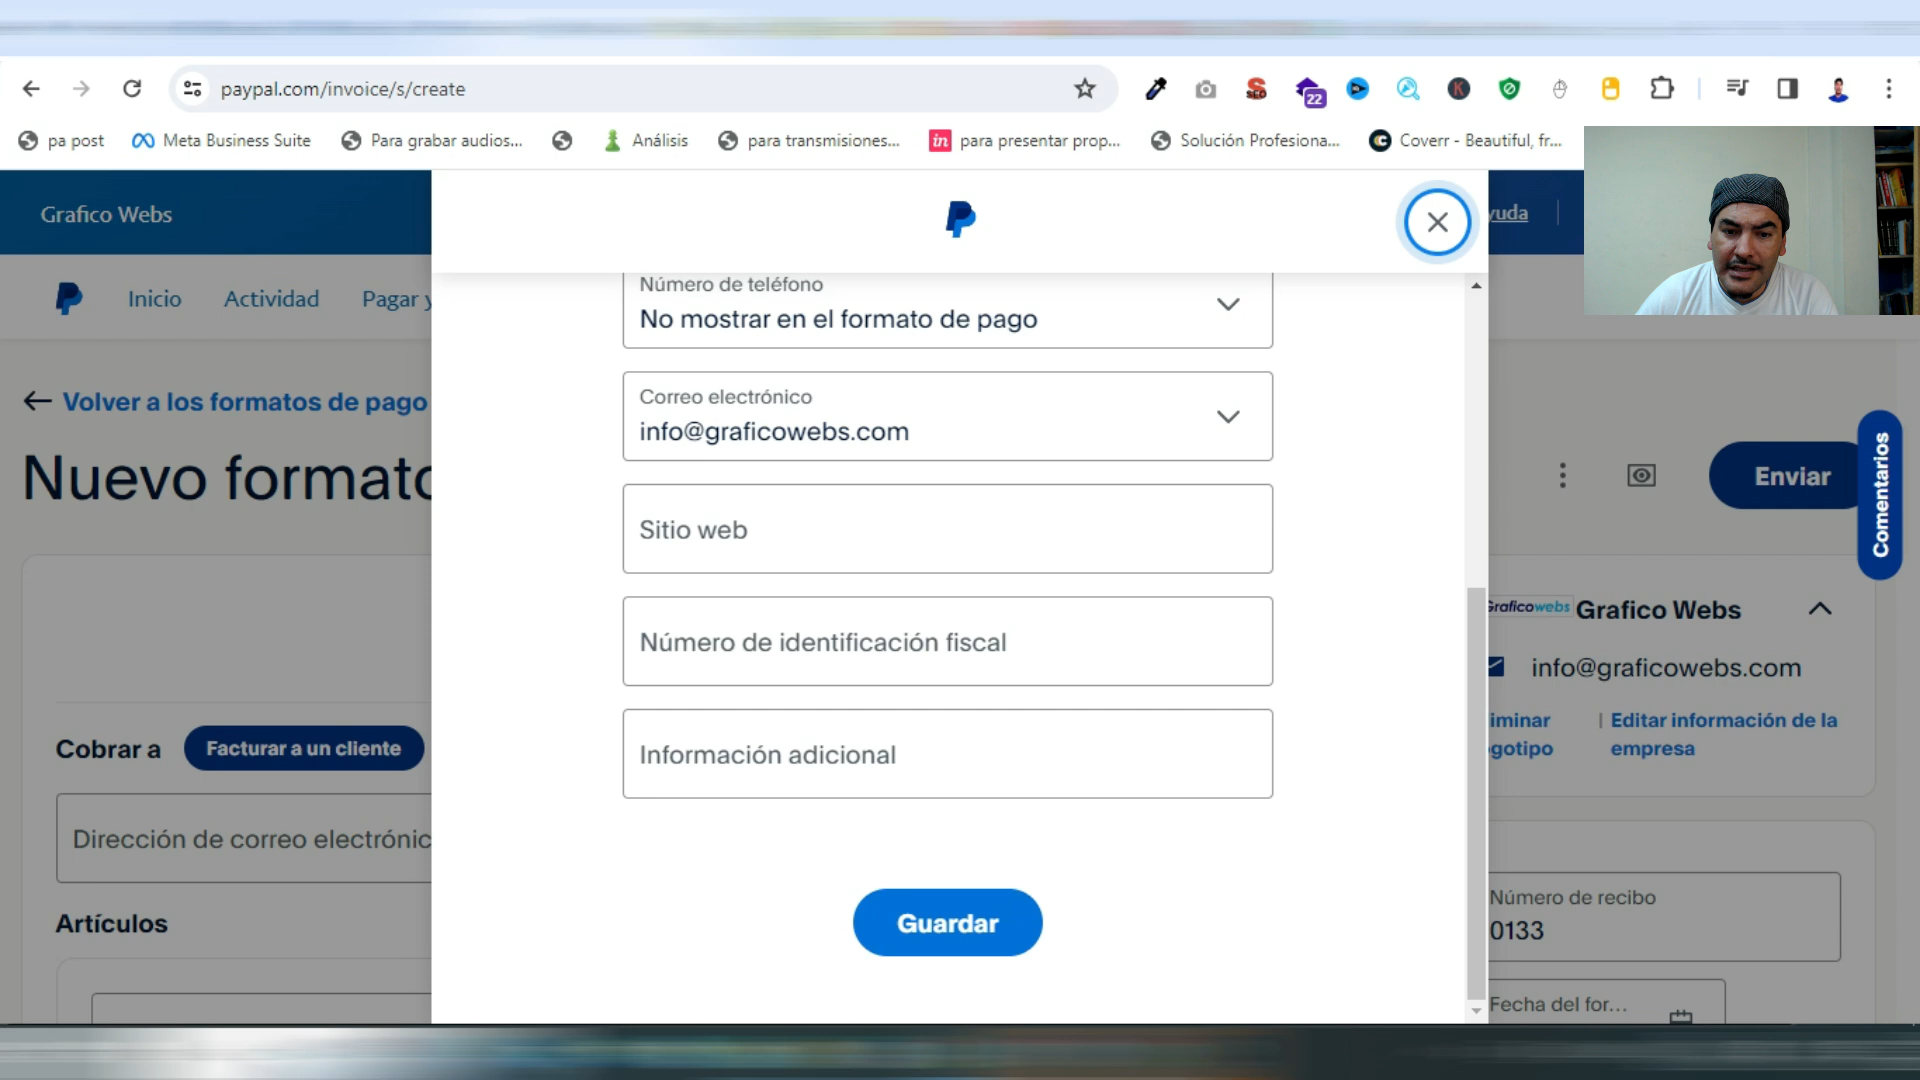 paypal.com/invoice/s/create
SEO
22
K
pa post
Meta Business Suite
Para grabar audios...
Análisis
para transmisiones...
in
para presentar prop...
Solución Profesiona...
Coverr - Beautiful, fr...
Grafico Webs
yuda
Inicio
Actividad
Pagar y
Volver a los formatos de pago
Nuevo formato
Enviar
Comentarios
Número de teléfono
No mostrar en el formato de pago
Correo electrónico
info@graficowebs.com
Sitio web
Número de identificación fiscal
Información adicional
Guardar
Cobrar a
Facturar a un cliente
Dirección de correo electrónic
Artículos
Graficowebs
Grafico Webs
info@graficowebs.com
iminar
gotipo
| Editar información de la
empresa
Número de recibo
0133
Fecha del for...